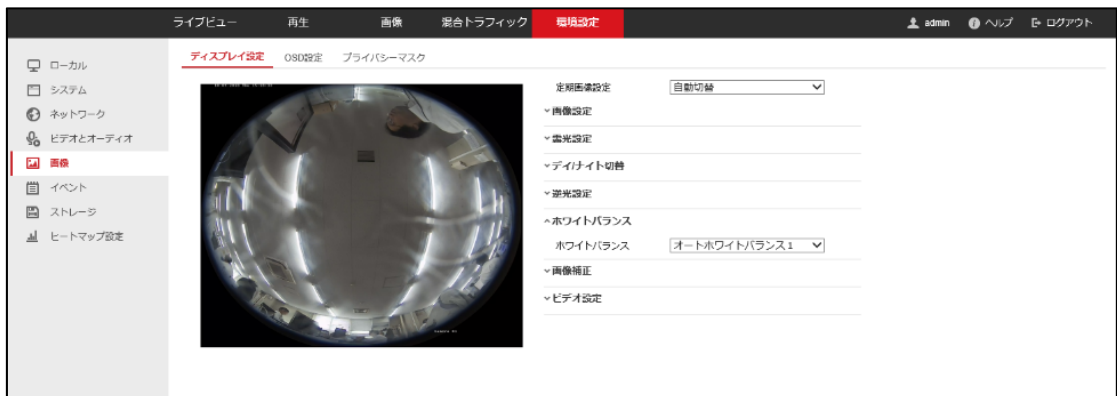 ライブビュー 再生 画像 混合トラフィック 環境設定 admin ヘルプ ログアウト
ローカル
システム
ネットワーク
ビデオとオーディオ
画像
イベント
ストレージ
ヒートマップ設定
ディスプレイ設定 OSD設定 プライバシーマスク
定期画像設定 自動切替
画像設定
露光設定
デイ/ナイト切替
逆光設定
ホワイトバランス
ホワイトバランス オートホワイトバランス1
画像補正
ビデオ設定